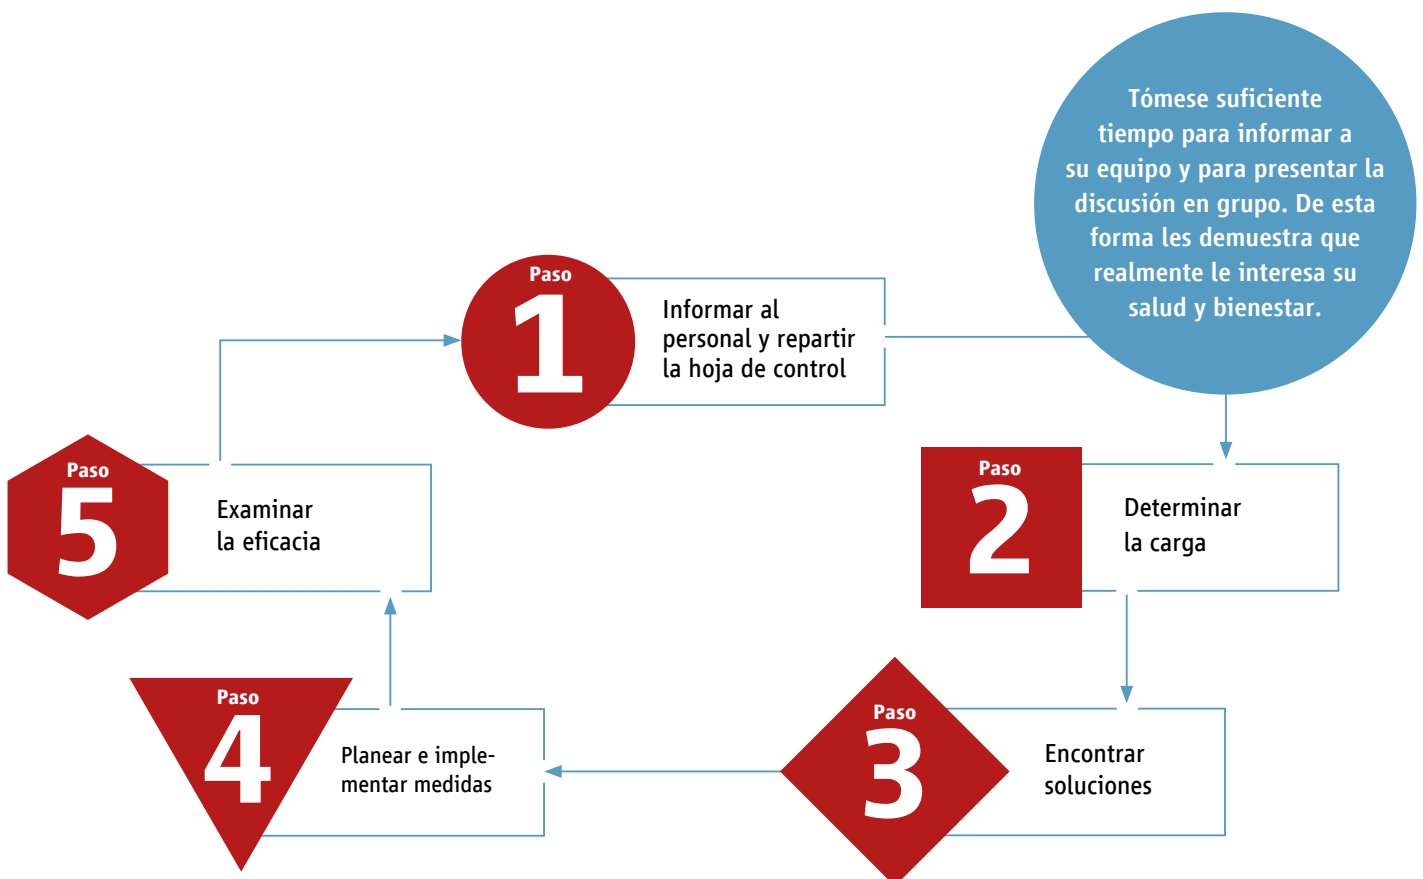 Tómese suficiente
tiempo para informar a
su equipo y para presentar la
discusión en grupo. De esta
forma les demuestra que
realmente le interesa su
salud y bienestar.
Paso
1
Informar al
personal y repartir
la hoja de control
Paso
2
Determinar
la carga
Paso
3
Encontrar
soluciones
Paso
4
Planear e imple-
mentar medidas
Paso
5
Examinar
la eficacia